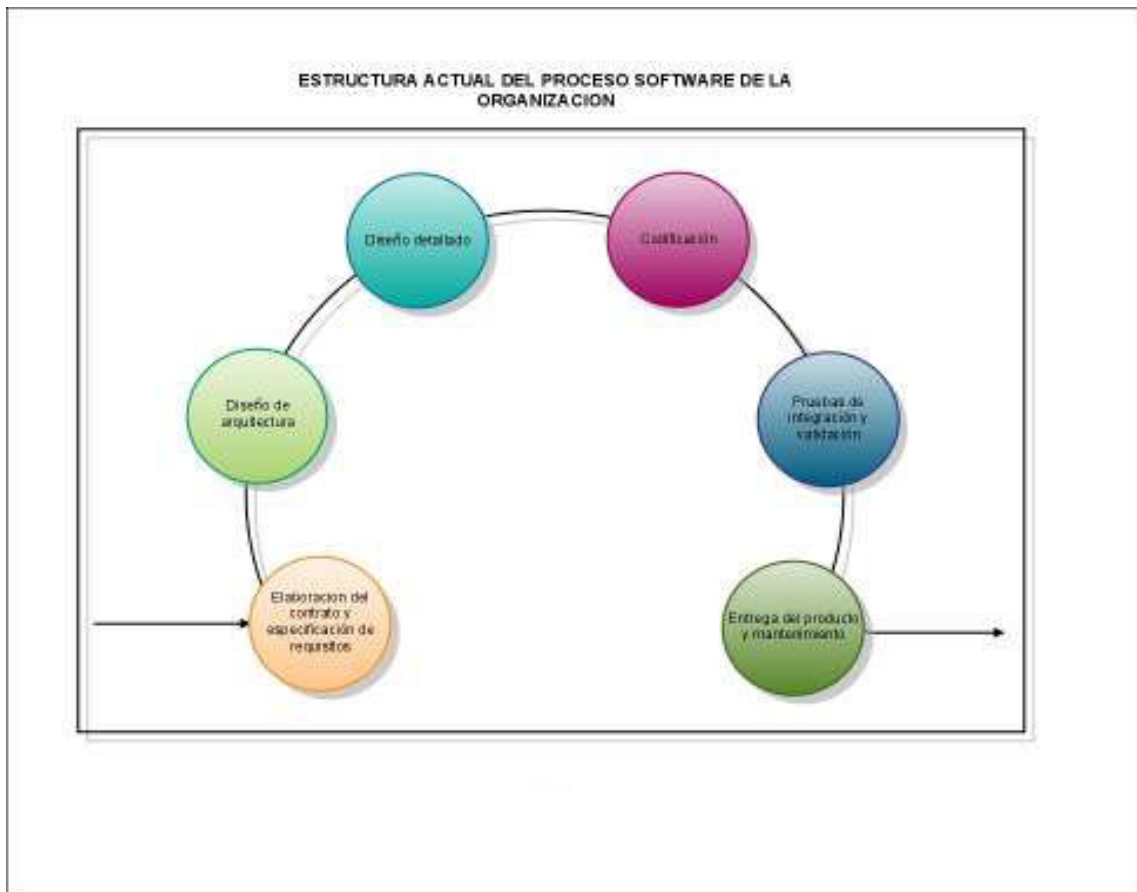 ESTRUCTURA ACTUAL DEL PROCESO SOFTWARE DE LA
ORGANIZACION
Diseño detallado
Codificación
Diseño de
arquitectura
Pruebas de
integración y
validación
Elaboracion del
contrato y
especificación de
requisitos
Entrega del producto
y mantenimiento